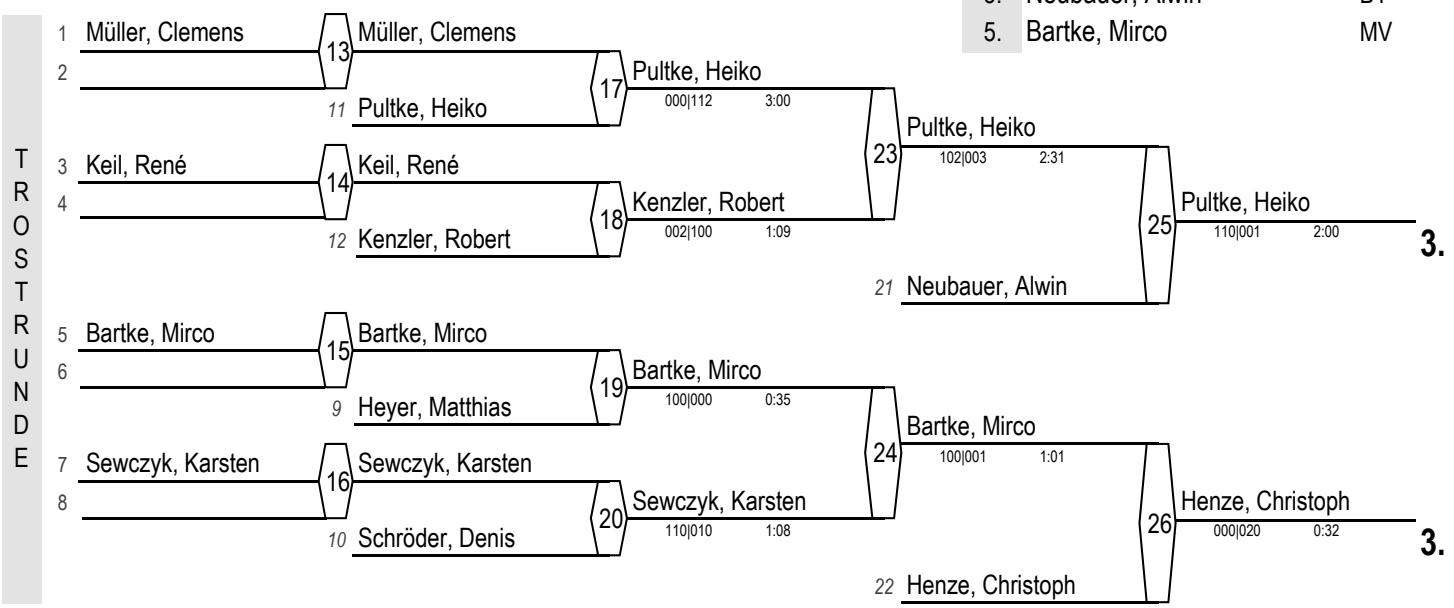 5. Neubauer, Alwin BY
5. Bartke, Mirco MV
TROSTRUNDE
1 Müller, Clemens
2
13 Müller, Clemens
11 Pultke, Heiko
17 Pultke, Heiko
000|112 3:00
3 Keil, René
4
14 Keil, René
12 Kenzler, Robert
18 Kenzler, Robert
002|100 1:09
23 Pultke, Heiko
102|003 2:31
21 Neubauer, Alwin
25 Pultke, Heiko
110|001 2:00
3.
5 Bartke, Mirco
6
15 Bartke, Mirco
9 Heyer, Matthias
19 Bartke, Mirco
100|000 0:35
7 Sewczyk, Karsten
8
16 Sewczyk, Karsten
10 Schröder, Denis
20 Sewczyk, Karsten
110|010 1:08
24 Bartke, Mirco
100|001 1:01
22 Henze, Christoph
26 Henze, Christoph
000|020 0:32
3.